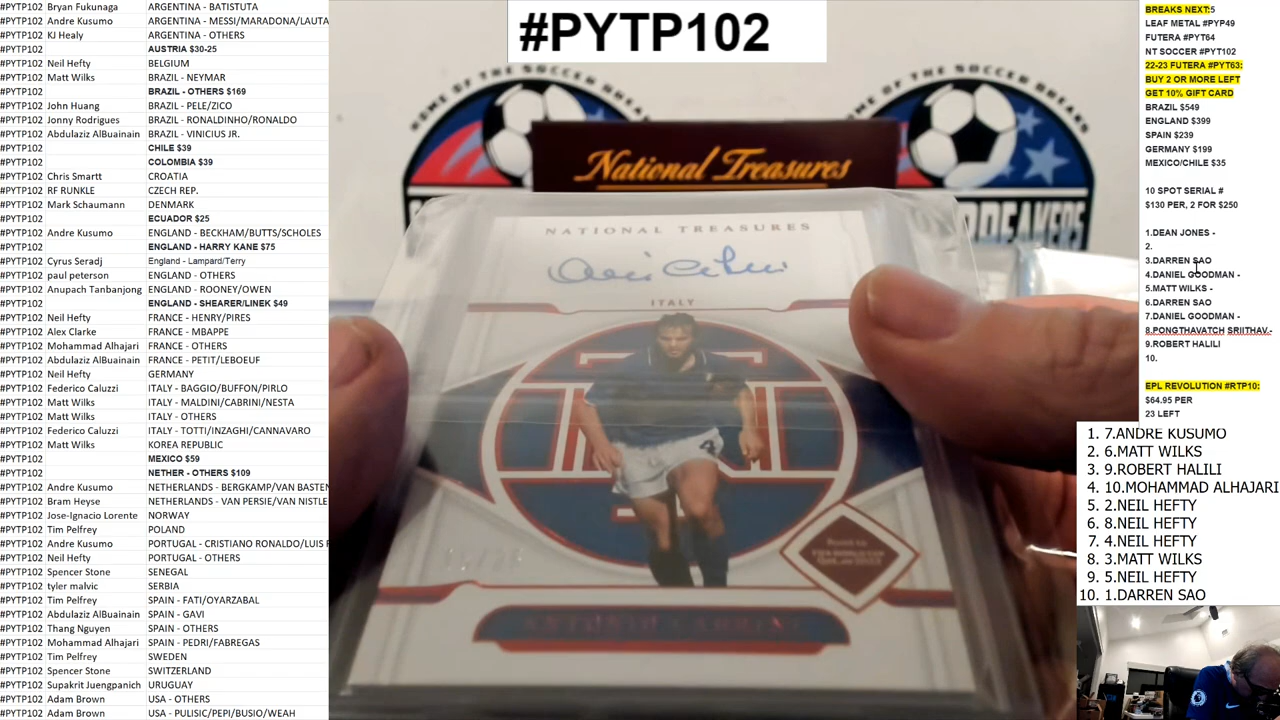 #PYTP102 Bryan Fukunaga ARGENTINA - BATISTUTA
#PYTP102 Andre Kusumo ARGENTINA - MESSI/MARADONA/LAUTA
#PYTP102 KJ Healy ARGENTINA - OTHERS
#PYTP102 AUSTRIA $30-25
#PYTP102 Neil Hefty BELGIUM
#PYTP102 Matt Wilks BRAZIL - NEYMAR
#PYTP102 BRAZIL - OTHERS $169
#PYTP102 John Huang BRAZIL - PELE/ZICO
#PYTP102 Jonny Rodrigues BRAZIL - RONALDINHO/RONALDO
#PYTP102 Abdulaziz AlBuainain BRAZIL - VINICIUS JR.
#PYTP102 CHILE $39
#PYTP102 COLOMBIA $39
#PYTP102 Chris Smartt CROATIA
#PYTP102 RF RUNKLE CZECH REP.
#PYTP102 Mark Schaumann DENMARK
#PYTP102 ECUADOR $25
#PYTP102 Andre Kusumo ENGLAND - BECKHAM/BUTTS/SCHOLES
#PYTP102 ENGLAND - HARRY KANE $75
#PYTP102 Cyrus Seradj England - Lampard/Terry
#PYTP102 paul peterson ENGLAND - OTHERS
#PYTP102 Anupach Tanbanjong ENGLAND - ROONEY/OWEN
#PYTP102 ENGLAND - SHEARER/LINEK $49
#PYTP102 Neil Hefty FRANCE - HENRY/PIRES
#PYTP102 Alex Clarke FRANCE - MBAPPE
#PYTP102 Mohammad Alhajari FRANCE - OTHERS
#PYTP102 Abdulaziz AlBuainain FRANCE - PETIT/LEBOEUF
#PYTP102 Neil Hefty GERMANY
#PYTP102 Federico Caluzzi ITALY - BAGGIO/BUFFON/PIRLO
#PYTP102 Matt Wilks ITALY - MALDINI/CABRINI/NESTA
#PYTP102 Matt Wilks ITALY - OTHERS
#PYTP102 Federico Caluzzi ITALY - TOTTI/INZAGHI/CANNAVARO
#PYTP102 Matt Wilks KOREA REPUBLIC
#PYTP102 MEXICO $59
#PYTP102 NETHER - OTHERS $109
#PYTP102 Andre Kusumo NETHERLANDS - BERGKAMP/VAN BASTEN
#PYTP102 Bram Heyse NETHERLANDS - VAN PERSIE/VAN NISTLE
#PYTP102 Jose-Ignacio Lorente NORWAY
#PYTP102 Tim Pelfrey POLAND
#PYTP102 Andre Kusumo PORTUGAL - CRISTIANO RONALDO/LUIS F
#PYTP102 Neil Hefty PORTUGAL - OTHERS
#PYTP102 Spencer Stone SENEGAL
#PYTP102 tyler malvic SERBIA
#PYTP102 Tim Pelfrey SPAIN - FATI/OYARZABAL
#PYTP102 Abdulaziz AlBuainain SPAIN - GAVI
#PYTP102 Thang Nguyen SPAIN - OTHERS
#PYTP102 Mohammad Alhajari SPAIN - PEDRI/FABREGAS
#PYTP102 Tim Pelfrey SWEDEN
#PYTP102 Spencer Stone SWITZERLAND
#PYTP102 Supakrit Juengpanich URUGUAY
#PYTP102 Adam Brown USA - OTHERS
#PYTP102 Adam Brown USA - PULISIC/PEPI/BUSIO/WEAH
#PYTP102
HOME OF THE SOCCER BREAK
National Treasures
NATIONAL TREASURES
ITALY
ANTONIO CABRINI
BREAKERS
BREAKS NEXT:5
LEAF METAL #PYP49
FUTERA #PYT64
NT SOCCER #PYT102
22-23 FUTERA #PYT63:
BUY 2 OR MORE LEFT
GET 10% GIFT CARD
BRAZIL $549
ENGLAND $399
SPAIN $239
GERMANY $199
MEXICO/CHILE $35
10 SPOT SERIAL #
$130 PER, 2 FOR $250
1.DEAN JONES -
2.
3.DARREN SAO
4.DANIEL GOODMAN -
5.MATT WILKS -
6.DARREN SAO
7.DANIEL GOODMAN -
8.PONGTHAVATCH SRIITHAV.-
9.ROBERT HALILI
10.
EPL REVOLUTION #RTP10:
$64.95 PER
23 LEFT
1. 7.ANDRE KUSUMO
2. 6.MATT WILKS
3. 9.ROBERT HALILI
4. 10.MOHAMMAD ALHAJARI
5. 2.NEIL HEFTY
6. 8.NEIL HEFTY
7. 4.NEIL HEFTY
8. 3.MATT WILKS
9. 5.NEIL HEFTY
10. 1.DARREN SAO